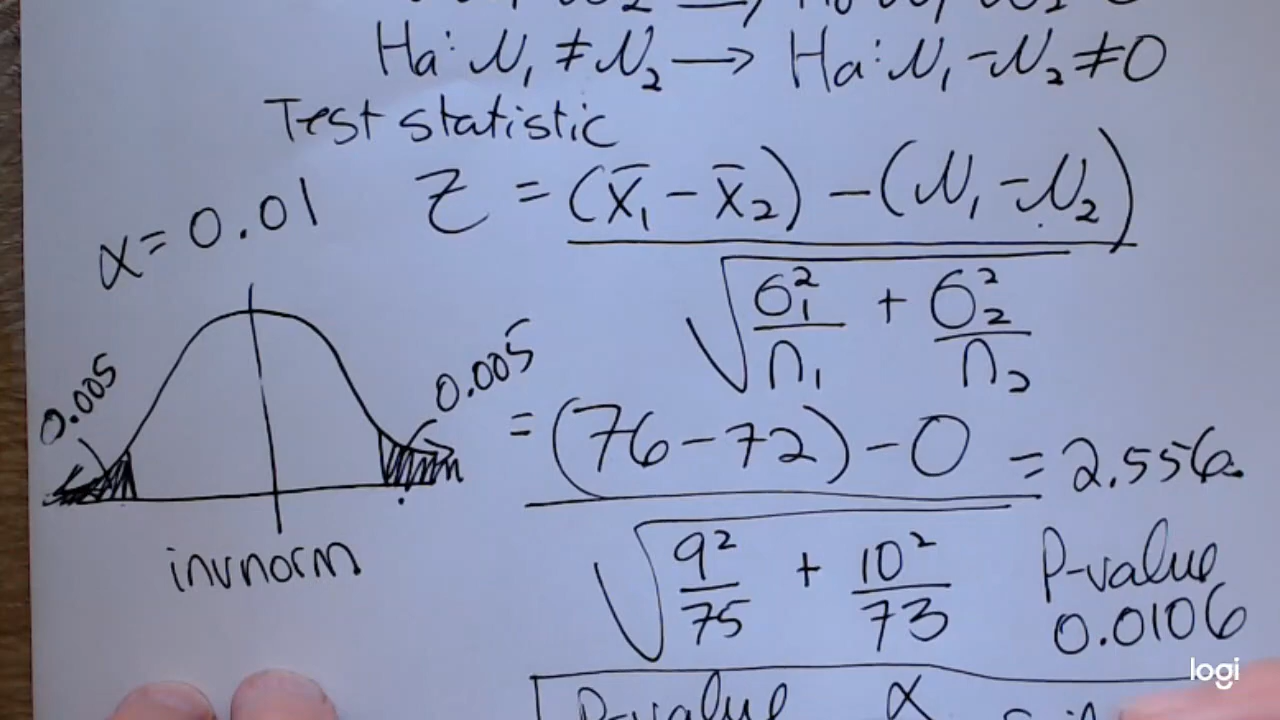 Ha: μ₁ ≠ μ₂ → Ha: μ₁ - μ₂ ≠ 0
Test statistic
α = 0.01
Z = (x̄₁ - x̄₂) - (μ₁ - μ₂)
√ σ₁²/n₁ + σ₂²/n₂
0.005
0.005
= (76 - 72) - 0 = 2.556
√ 9²/75 + 10²/73
invnorm
P-value
0.0106
logi
P-value α